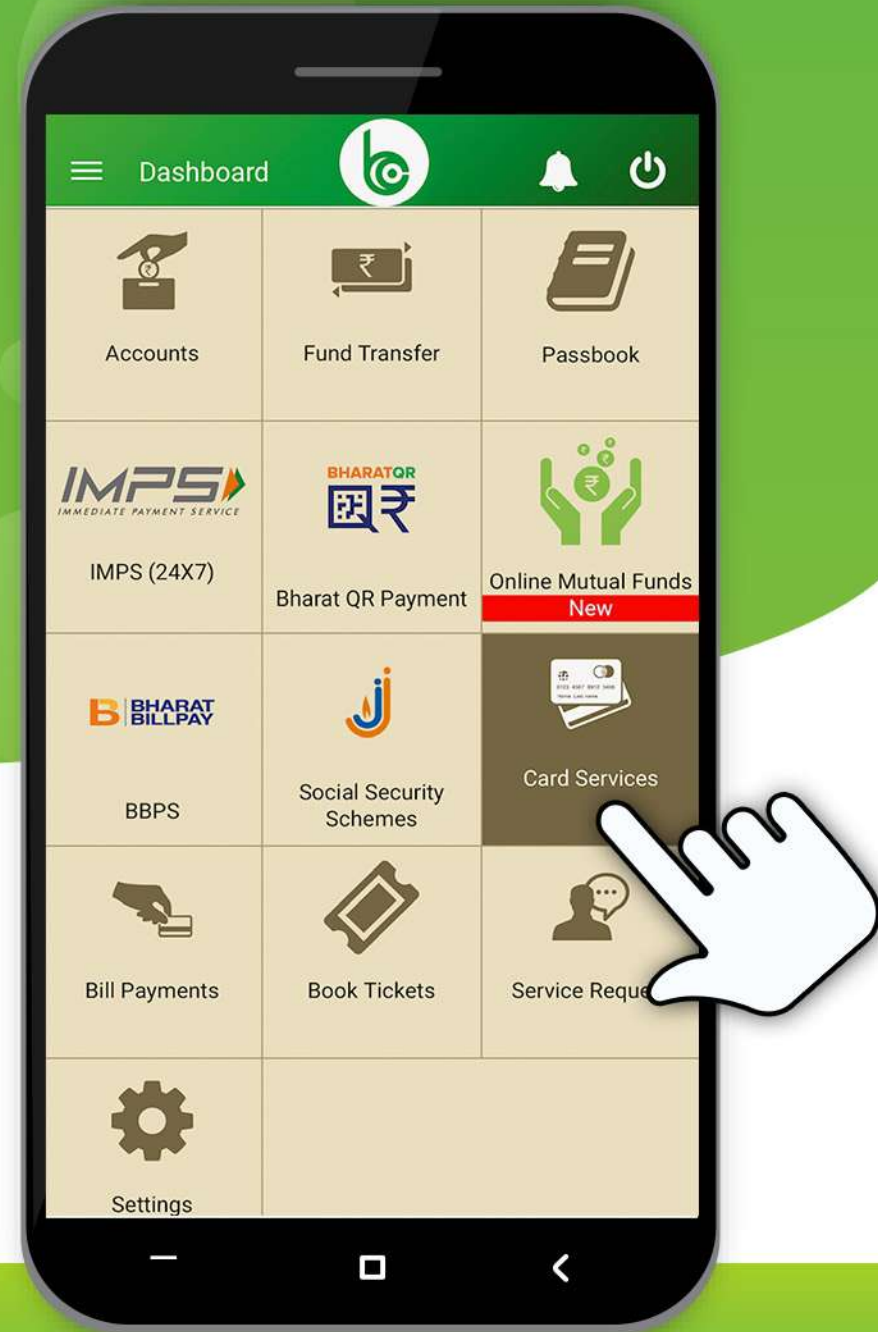 Dashboard
Accounts
Fund Transfer
Passbook
IMPS
IMMEDIATE PAYMENT SERVICE
IMPS (24X7)
BHARATQR
Bharat QR Payment
Online Mutual Funds
New
B BHARAT
BILLPAY
BBPS
Social Security
Schemes
Card Services
Bill Payments
Book Tickets
Service
Settings